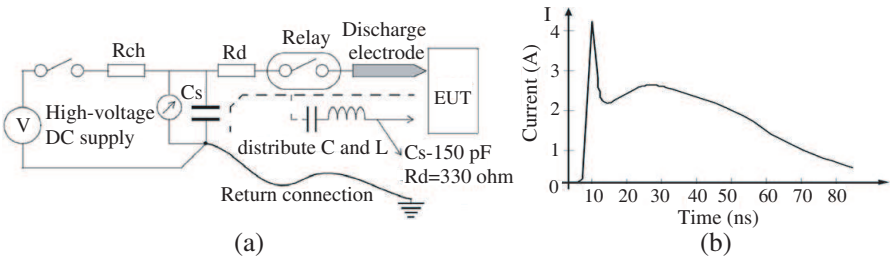 Rch
Rd
Relay
Discharge
electrode
Cs
V
High-voltage
DC supply
EUT
distribute C and L
Cs-150 pF
Rd=330 ohm
Return connection
(a)
I
Current (A)
4
3
2
1
0
10 20 30 40 50 60 70 80
Time (ns)
(b)